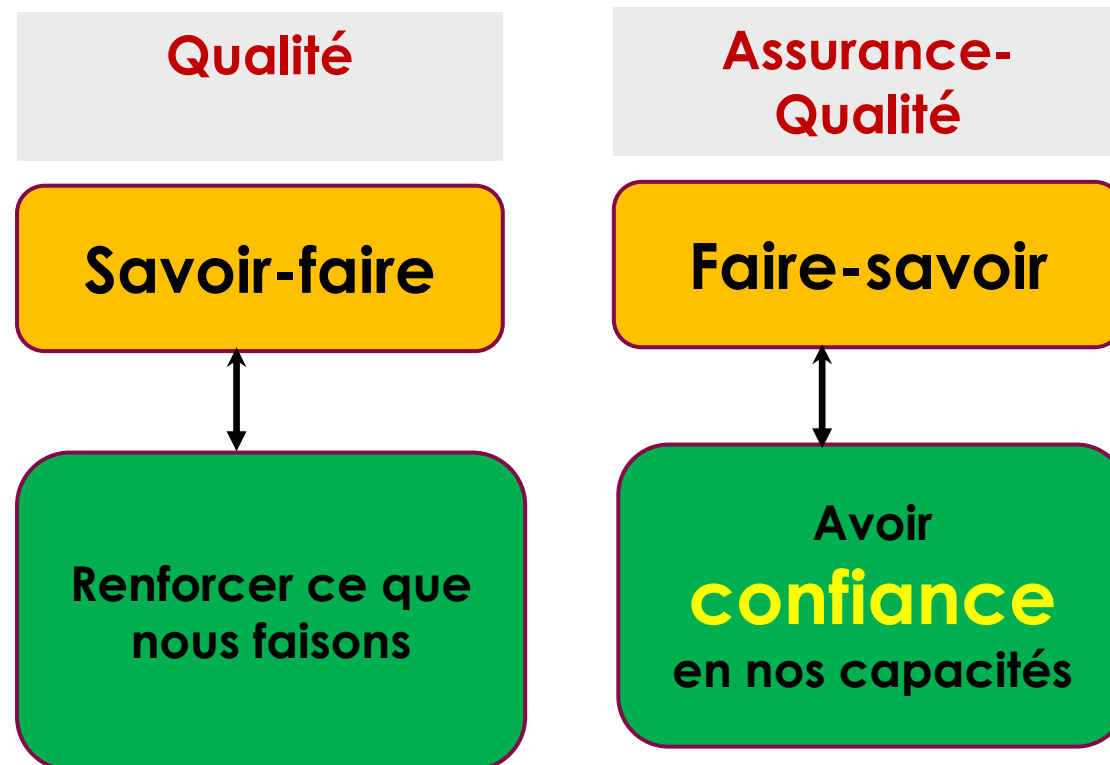 Qualité
Savoir-faire
Renforcer ce que
nous faisons
Assurance-
Qualité
Faire-savoir
Avoir
confiance
en nos capacités